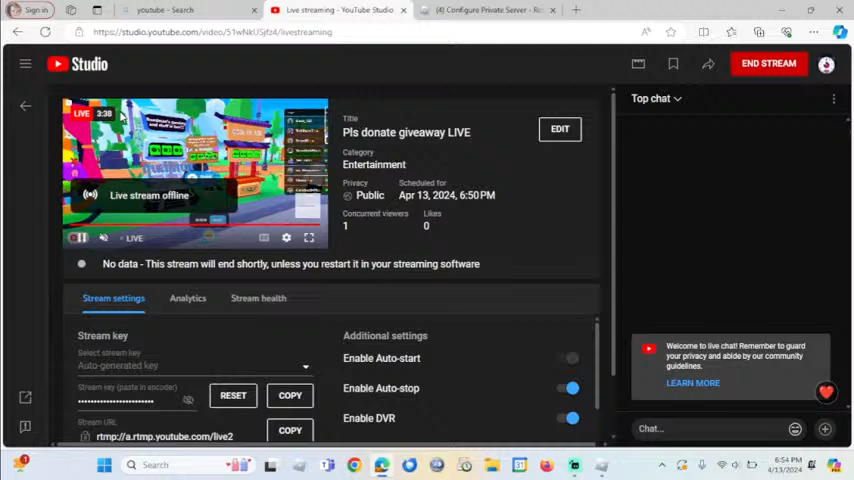 Sign in
youtube - Search
Live streaming - YouTube Studio
(4) Configure Private Server - Ro
https://studio.youtube.com/video/51wNkUSjfz4/livestreaming
Studio
END STREAM
LIVE 3:38
Live stream offline
LIVE
Title
Pls donate giveaway LIVE
EDIT
Category
Entertainment
Privacy
Public
Scheduled for
Apr 13, 2024, 6:50 PM
Concurrent viewers
1
Likes
0
No data - This stream will end shortly, unless you restart it in your streaming software
Stream settings
Analytics
Stream health
Stream key
Select stream key
Auto-generated key
Stream key (paste in encoder)
RESET
COPY
Stream URL
rtmp://a.rtmp.youtube.com/live2
COPY
Additional settings
Enable Auto-start
Enable Auto-stop
Enable DVR
Top chat
Welcome to live chat! Remember to guard
your privacy and abide by our community
guidelines.
LEARN MORE
Chat...
Search
6:54 PM
4/13/2024